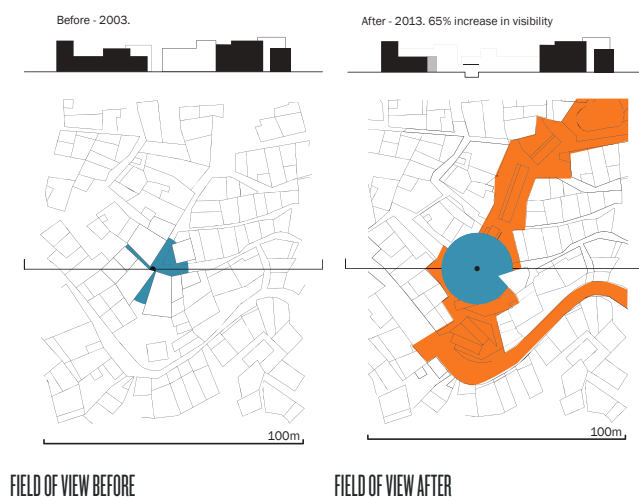 Before - 2003.
After - 2013. 65% increase in visibility
100m
100m
FIELD OF VIEW BEFORE
FIELD OF VIEW AFTER